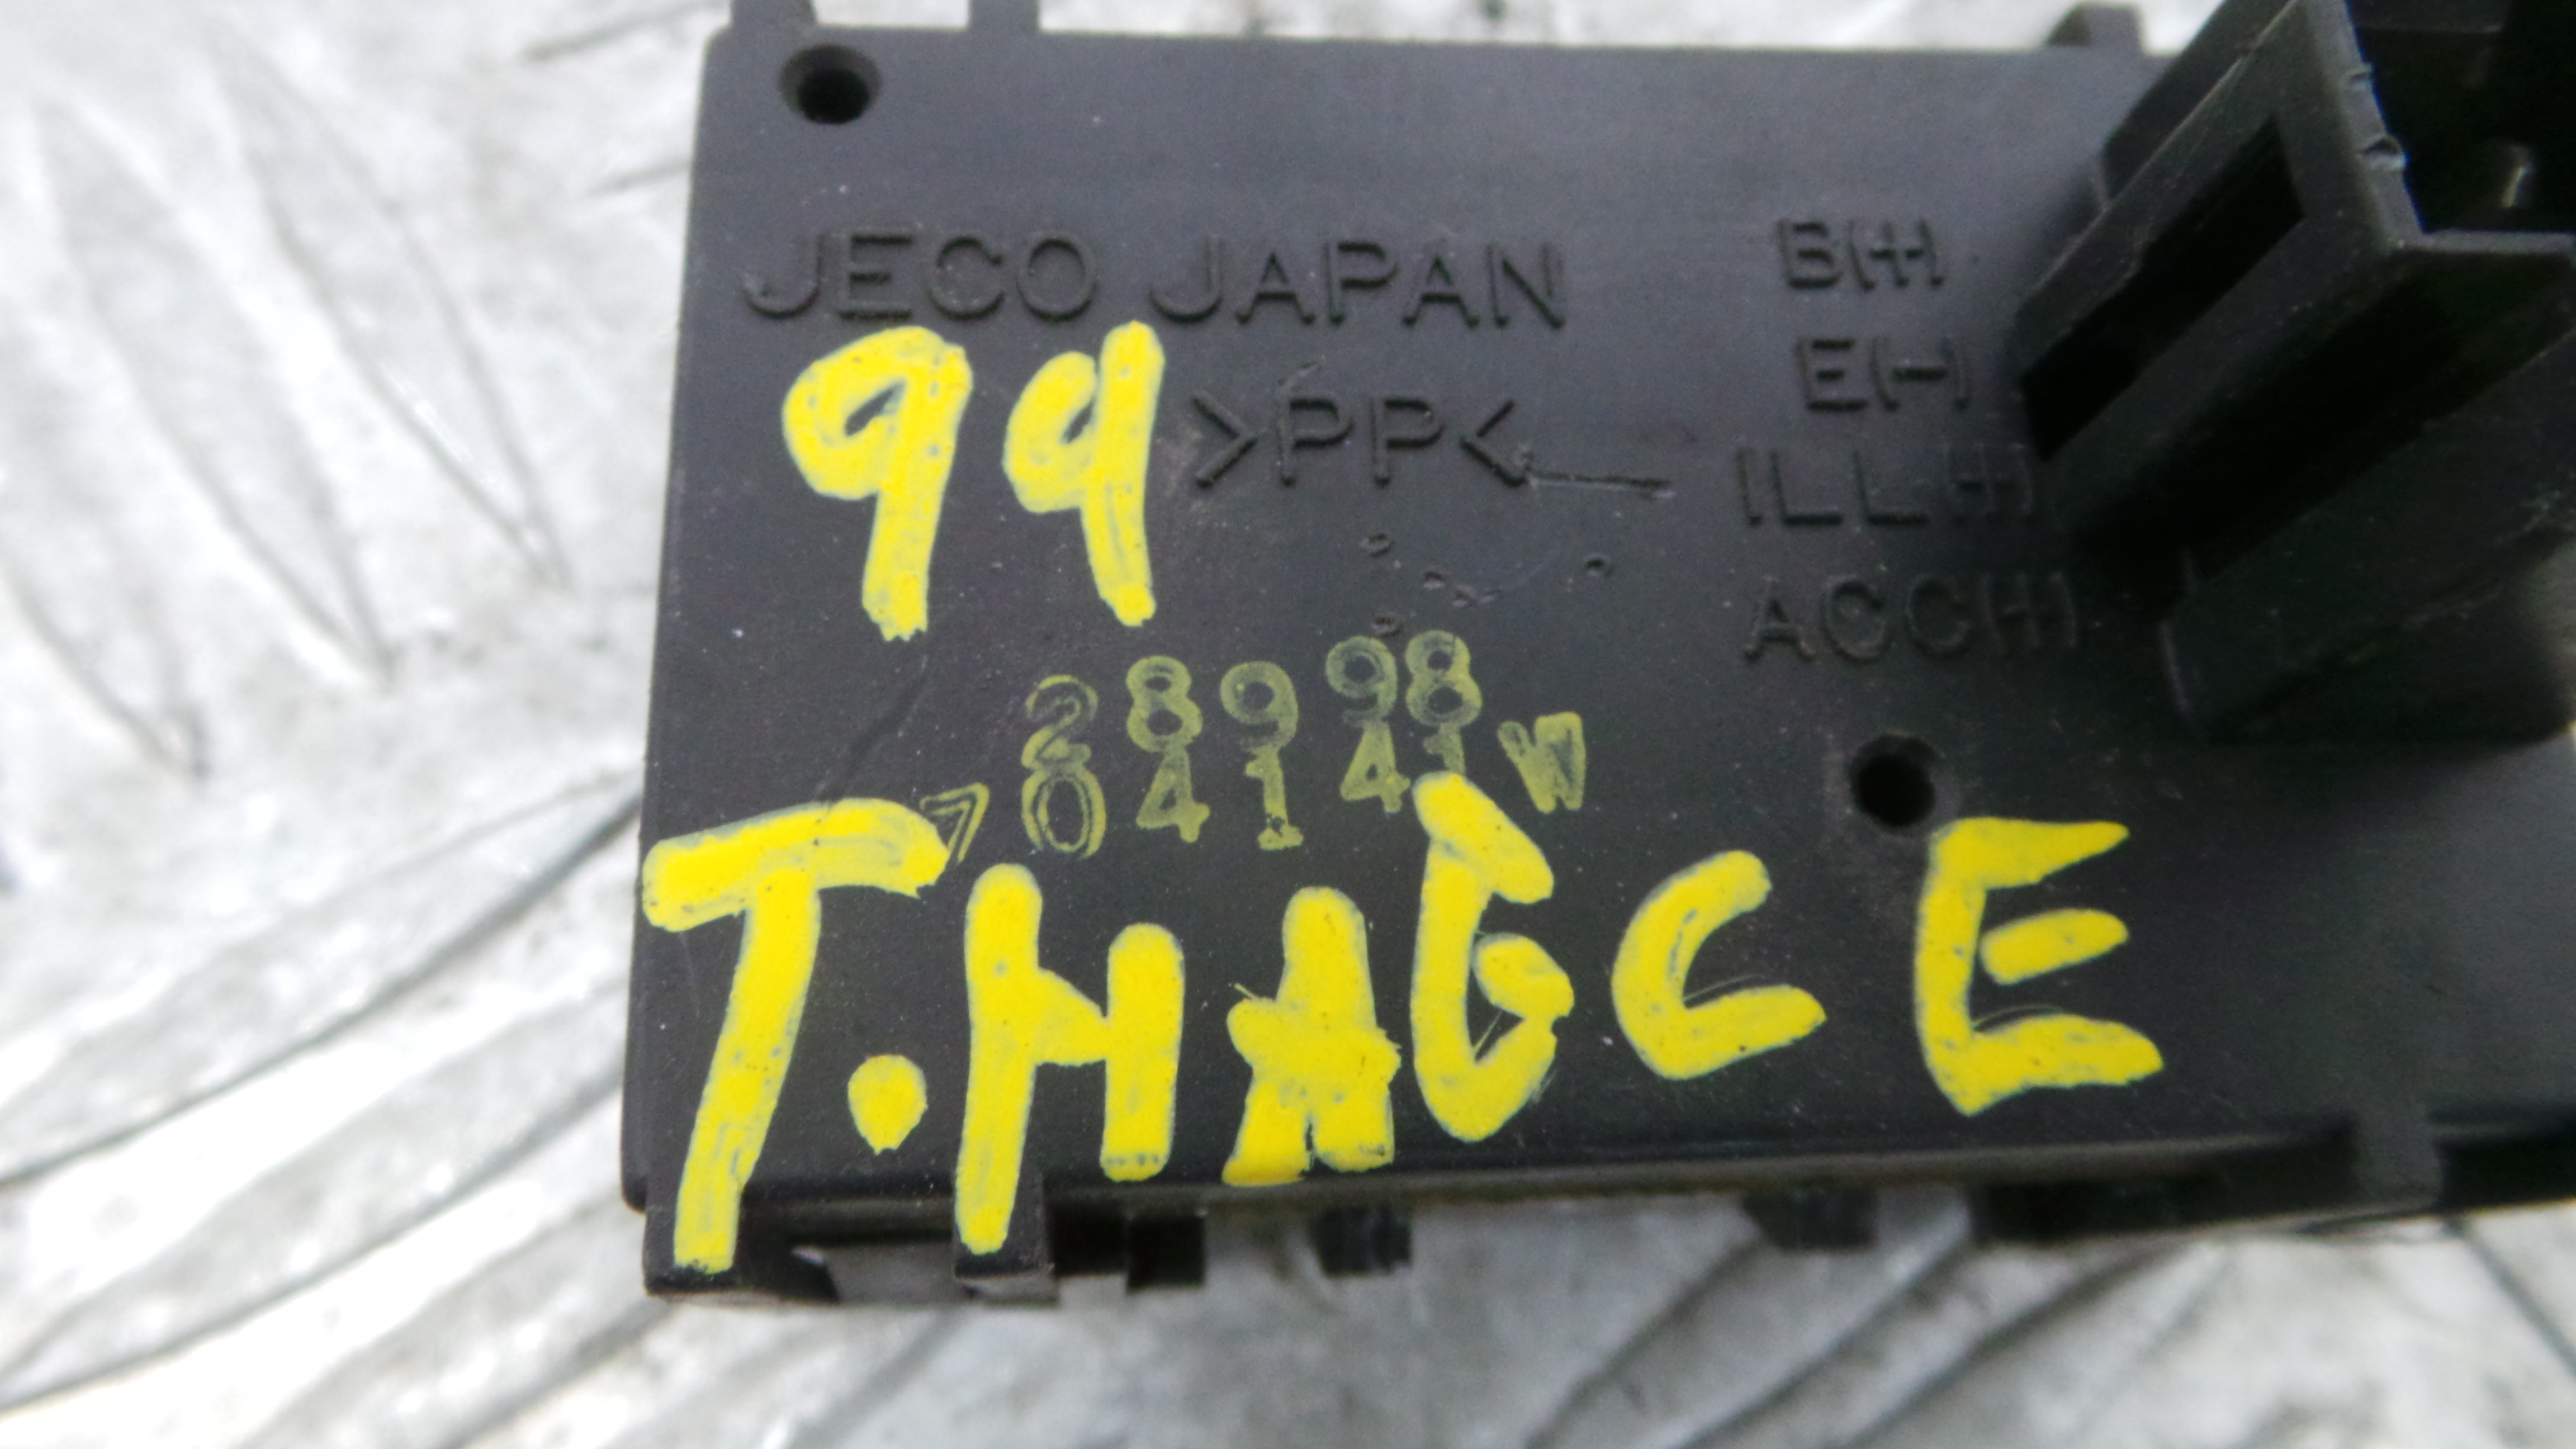 JECO JAPAN
B(+)
E(-)
ILL(+)
ACC(+)
99
>PP<
28998
704141W
T.HAGCE